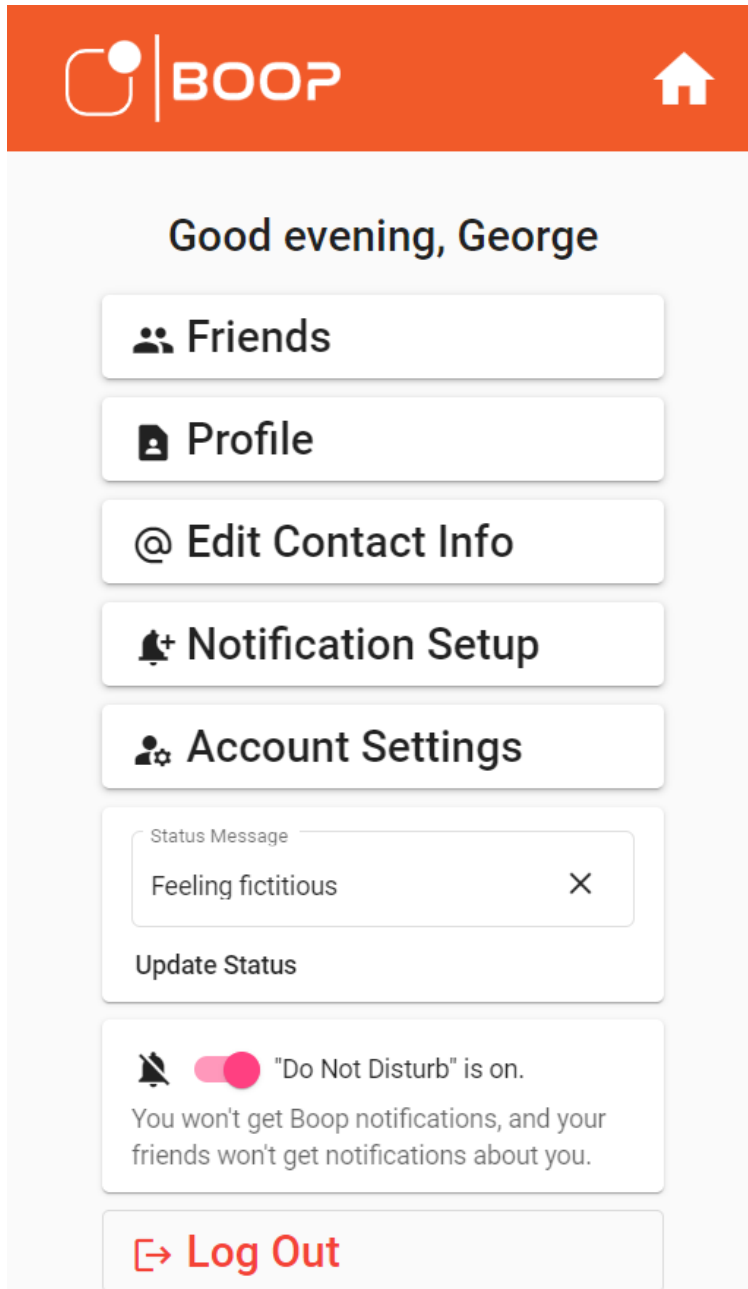 BOOP
Good evening, George
Friends
Profile
Edit Contact Info
Notification Setup
Account Settings
Status Message
Feeling fictitious
Update Status
"Do Not Disturb" is on.
You won't get Boop notifications, and your
friends won't get notifications about you.
Log Out